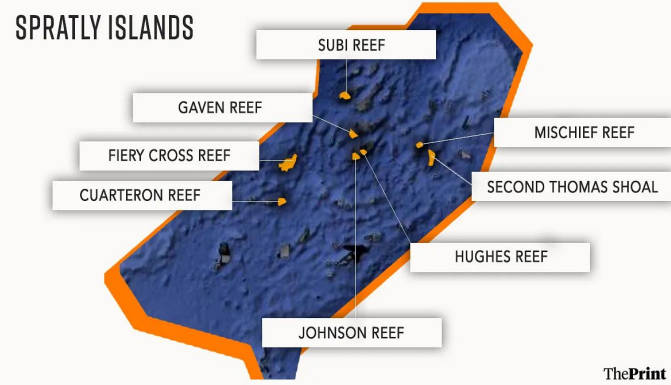 SPRATLY ISLANDS
SUBI REEF
GAVEN REEF
MISCHIEF REEF
FIERY CROSS REEF
SECOND THOMAS SHOAL
CUARTERON REEF
HUGHES REEF
JOHNSON REEF
ThePrint